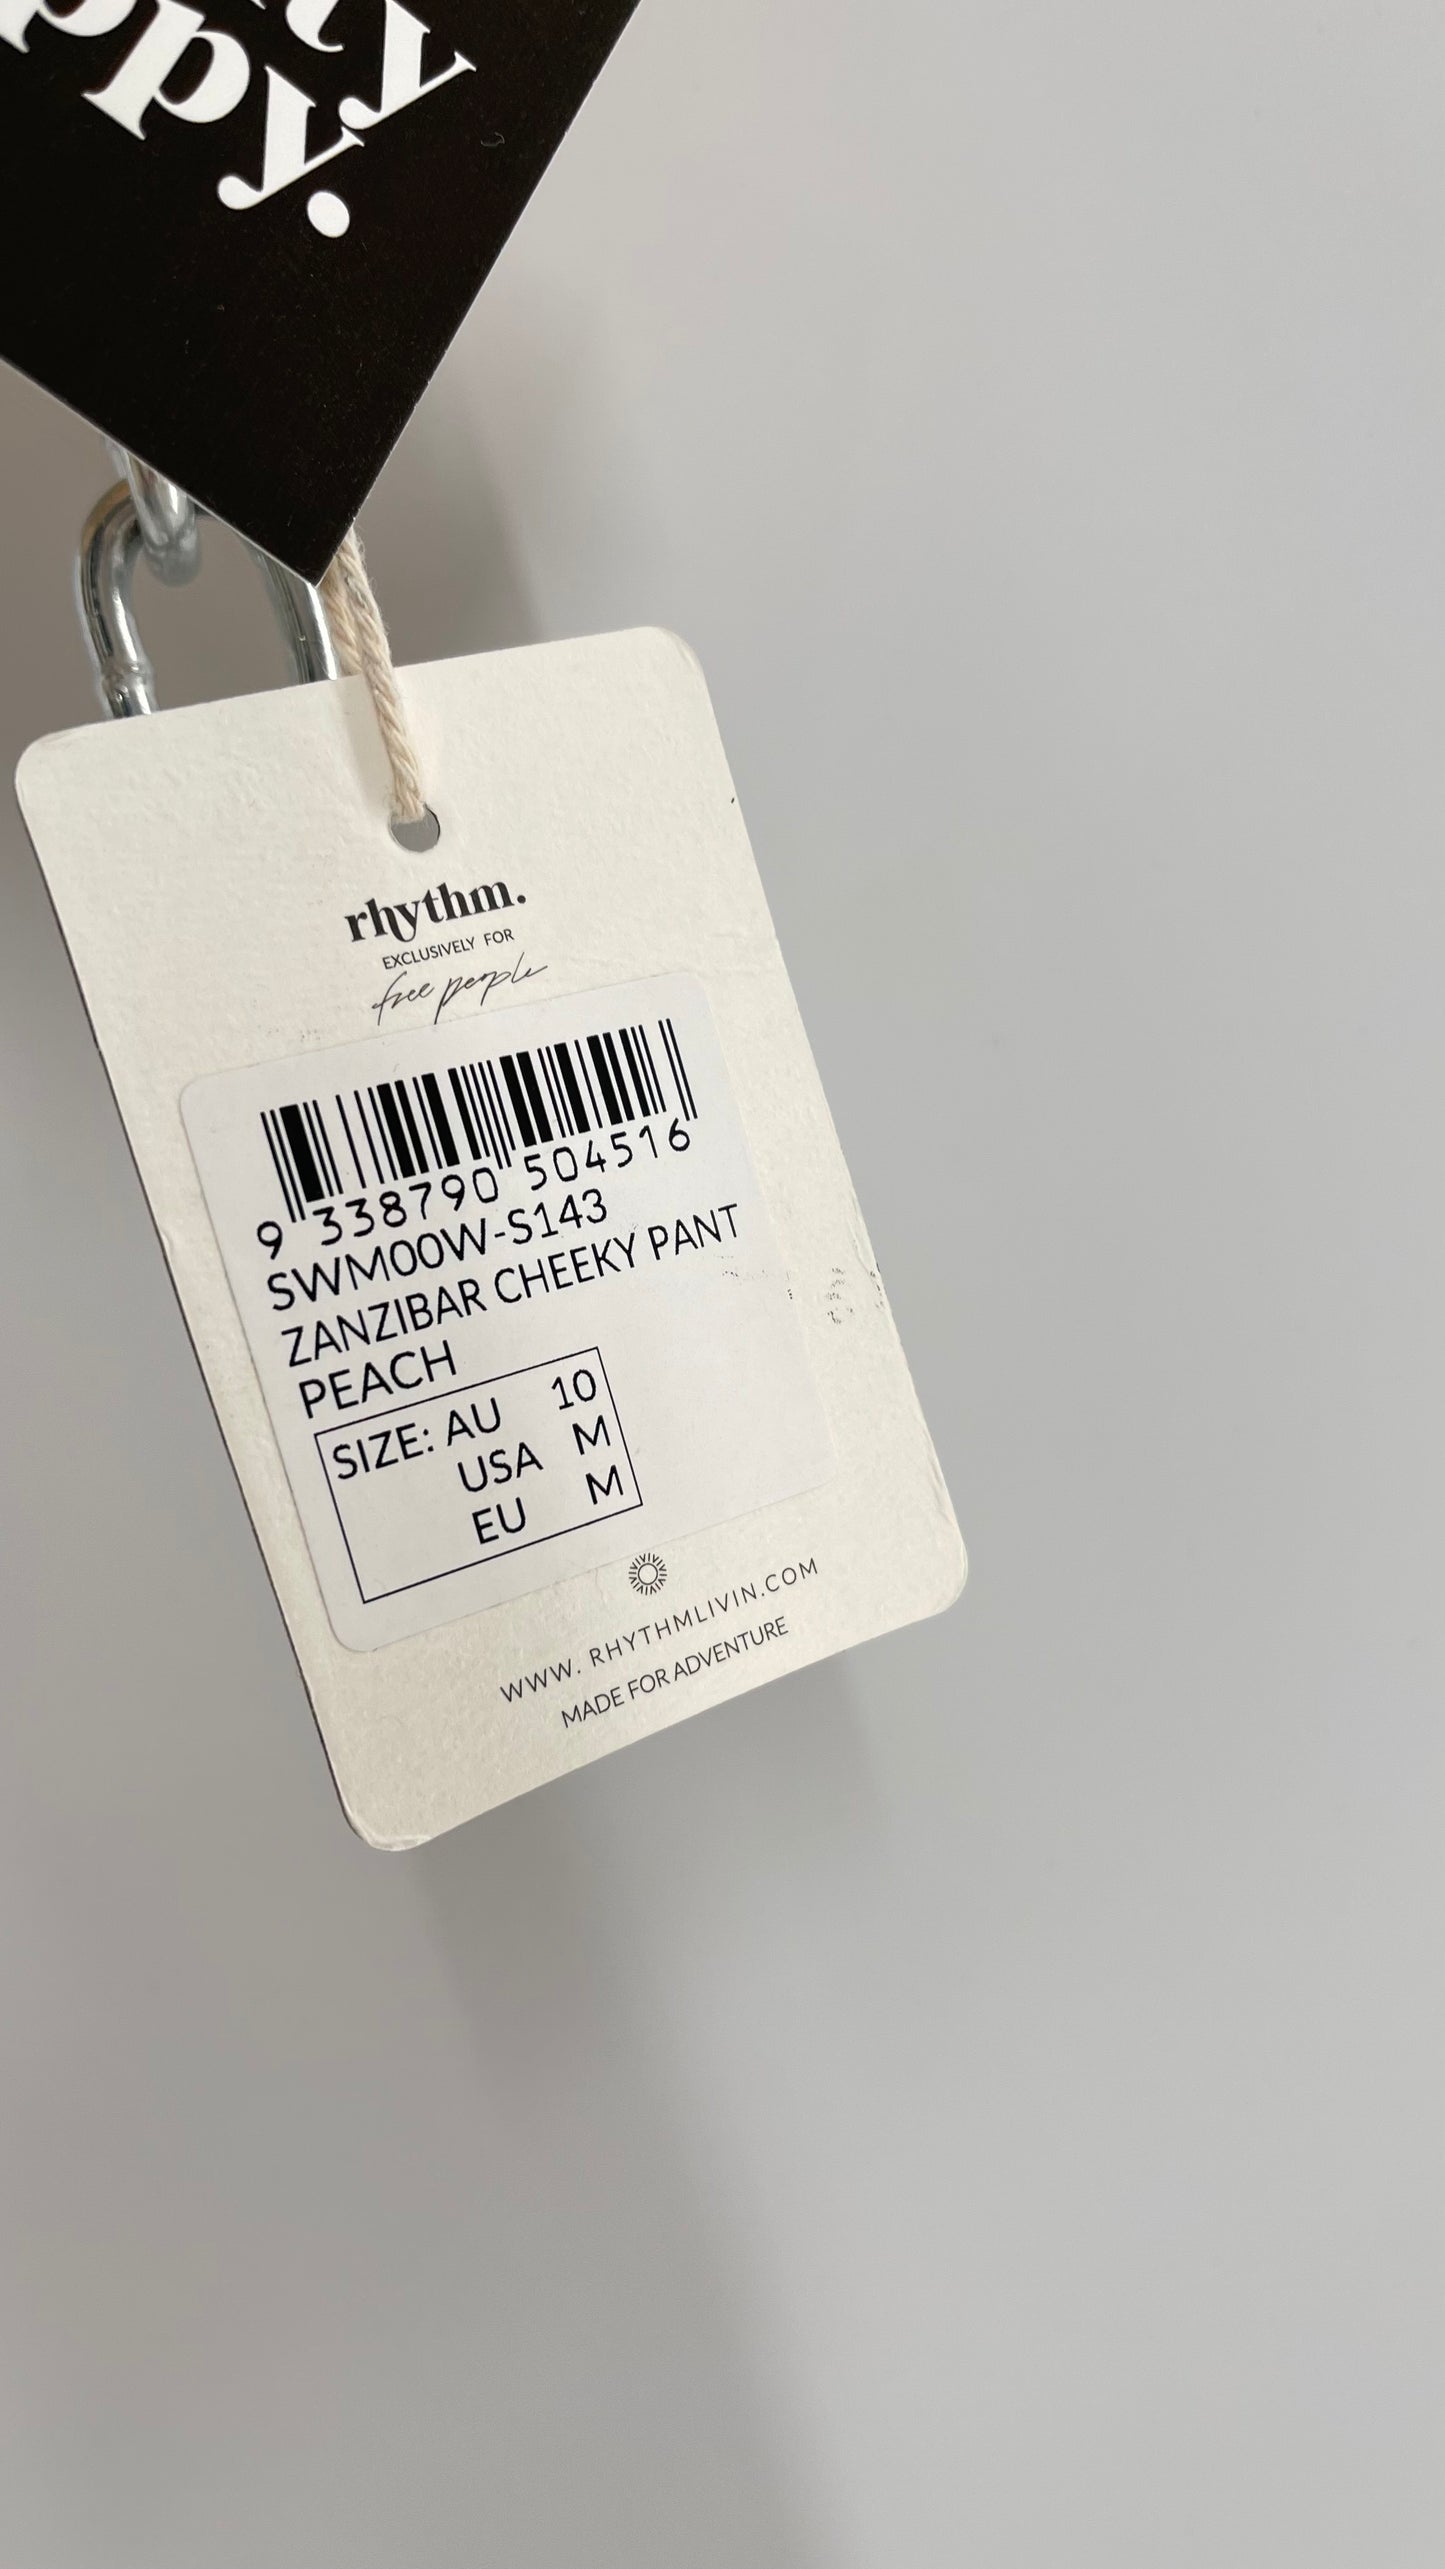 rhythm.
EXCLUSIVELY FOR
free people
9 338790 504516
SWM00W-S143
ZANZIBAR CHEEKY PANT
PEACH
SIZE: AU 10
USA M
EU M
WWW. RHYTHMLIVIN.COM
MADE FOR ADVENTURE